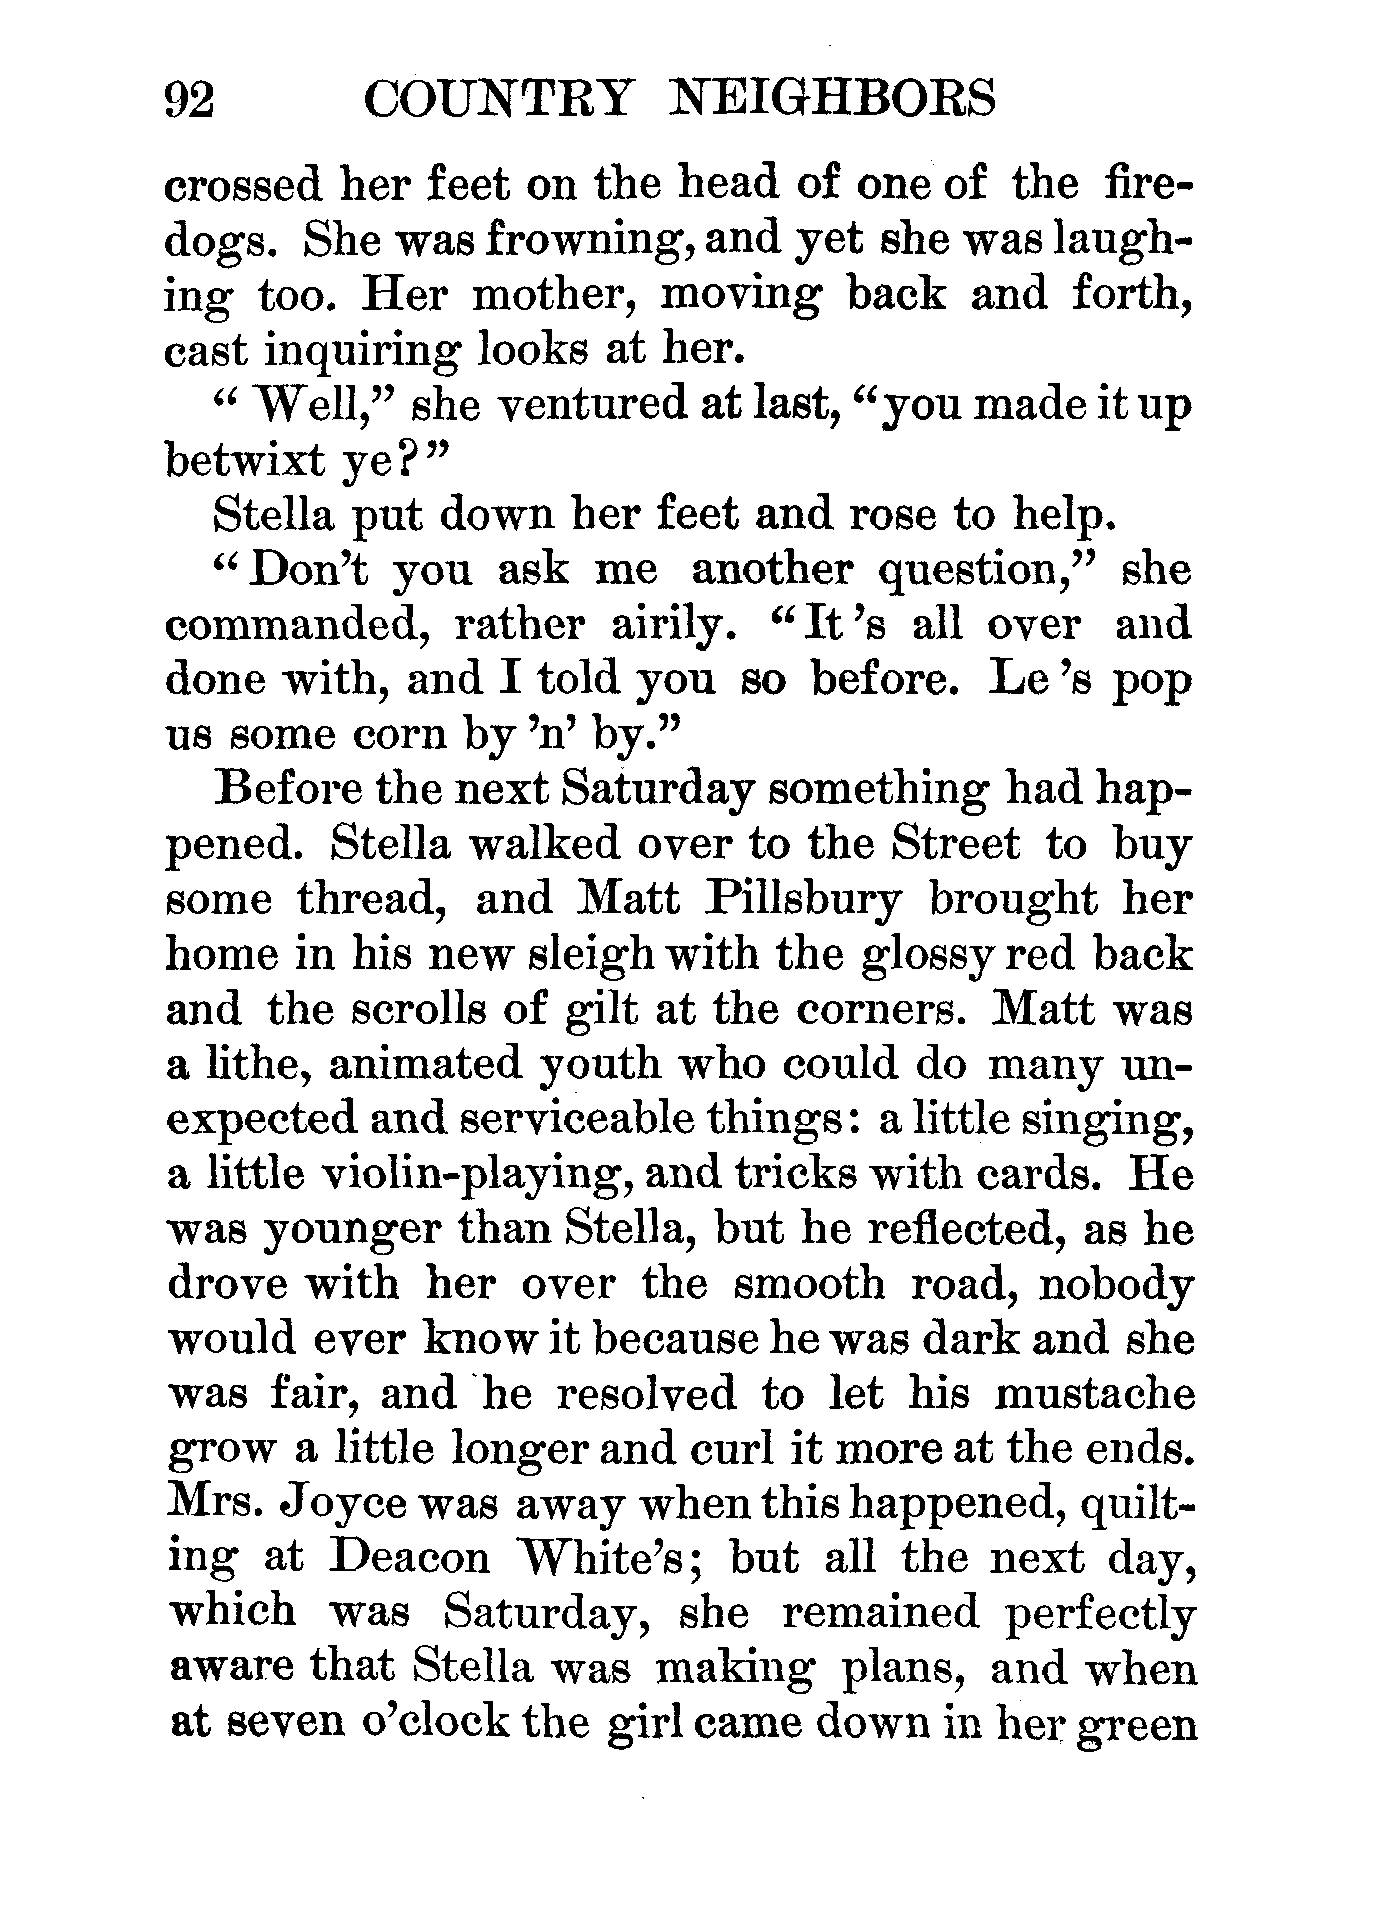 92 COUNTRY NEIGHBORS
crossed her feet on the head of one of the fire-
dogs. She was frowning, and yet she was laugh-
ing too. Her mother, moving back and forth,
cast inquiring looks at her.
“Well,” she ventured at last, “you made it up
betwixt ye?”
Stella put down her feet and rose to help.
“Don’t you ask me another question,” she
commanded, rather airily. “It ’s all over and
done with, and I told you so before. Le ’s pop
us some corn by ’n’ by.”
Before the next Saturday something had hap-
pened. Stella walked over to the Street to buy
some thread, and Matt Pillsbury brought her
home in his new sleigh with the glossy red back
and the scrolls of gilt at the corners. Matt was
a lithe, animated youth who could do many un-
expected and serviceable things: a little singing,
a little violin-playing, and tricks with cards. He
was younger than Stella, but he reflected, as he
drove with her over the smooth road, nobody
would ever know it because he was dark and she
was fair, and he resolved to let his mustache
grow a little longer and curl it more at the ends.
Mrs. Joyce was away when this happened, quilt-
ing at Deacon White’s; but all the next day,
which was Saturday, she remained perfectly
aware that Stella was making plans, and when
at seven o’clock the girl came down in her green